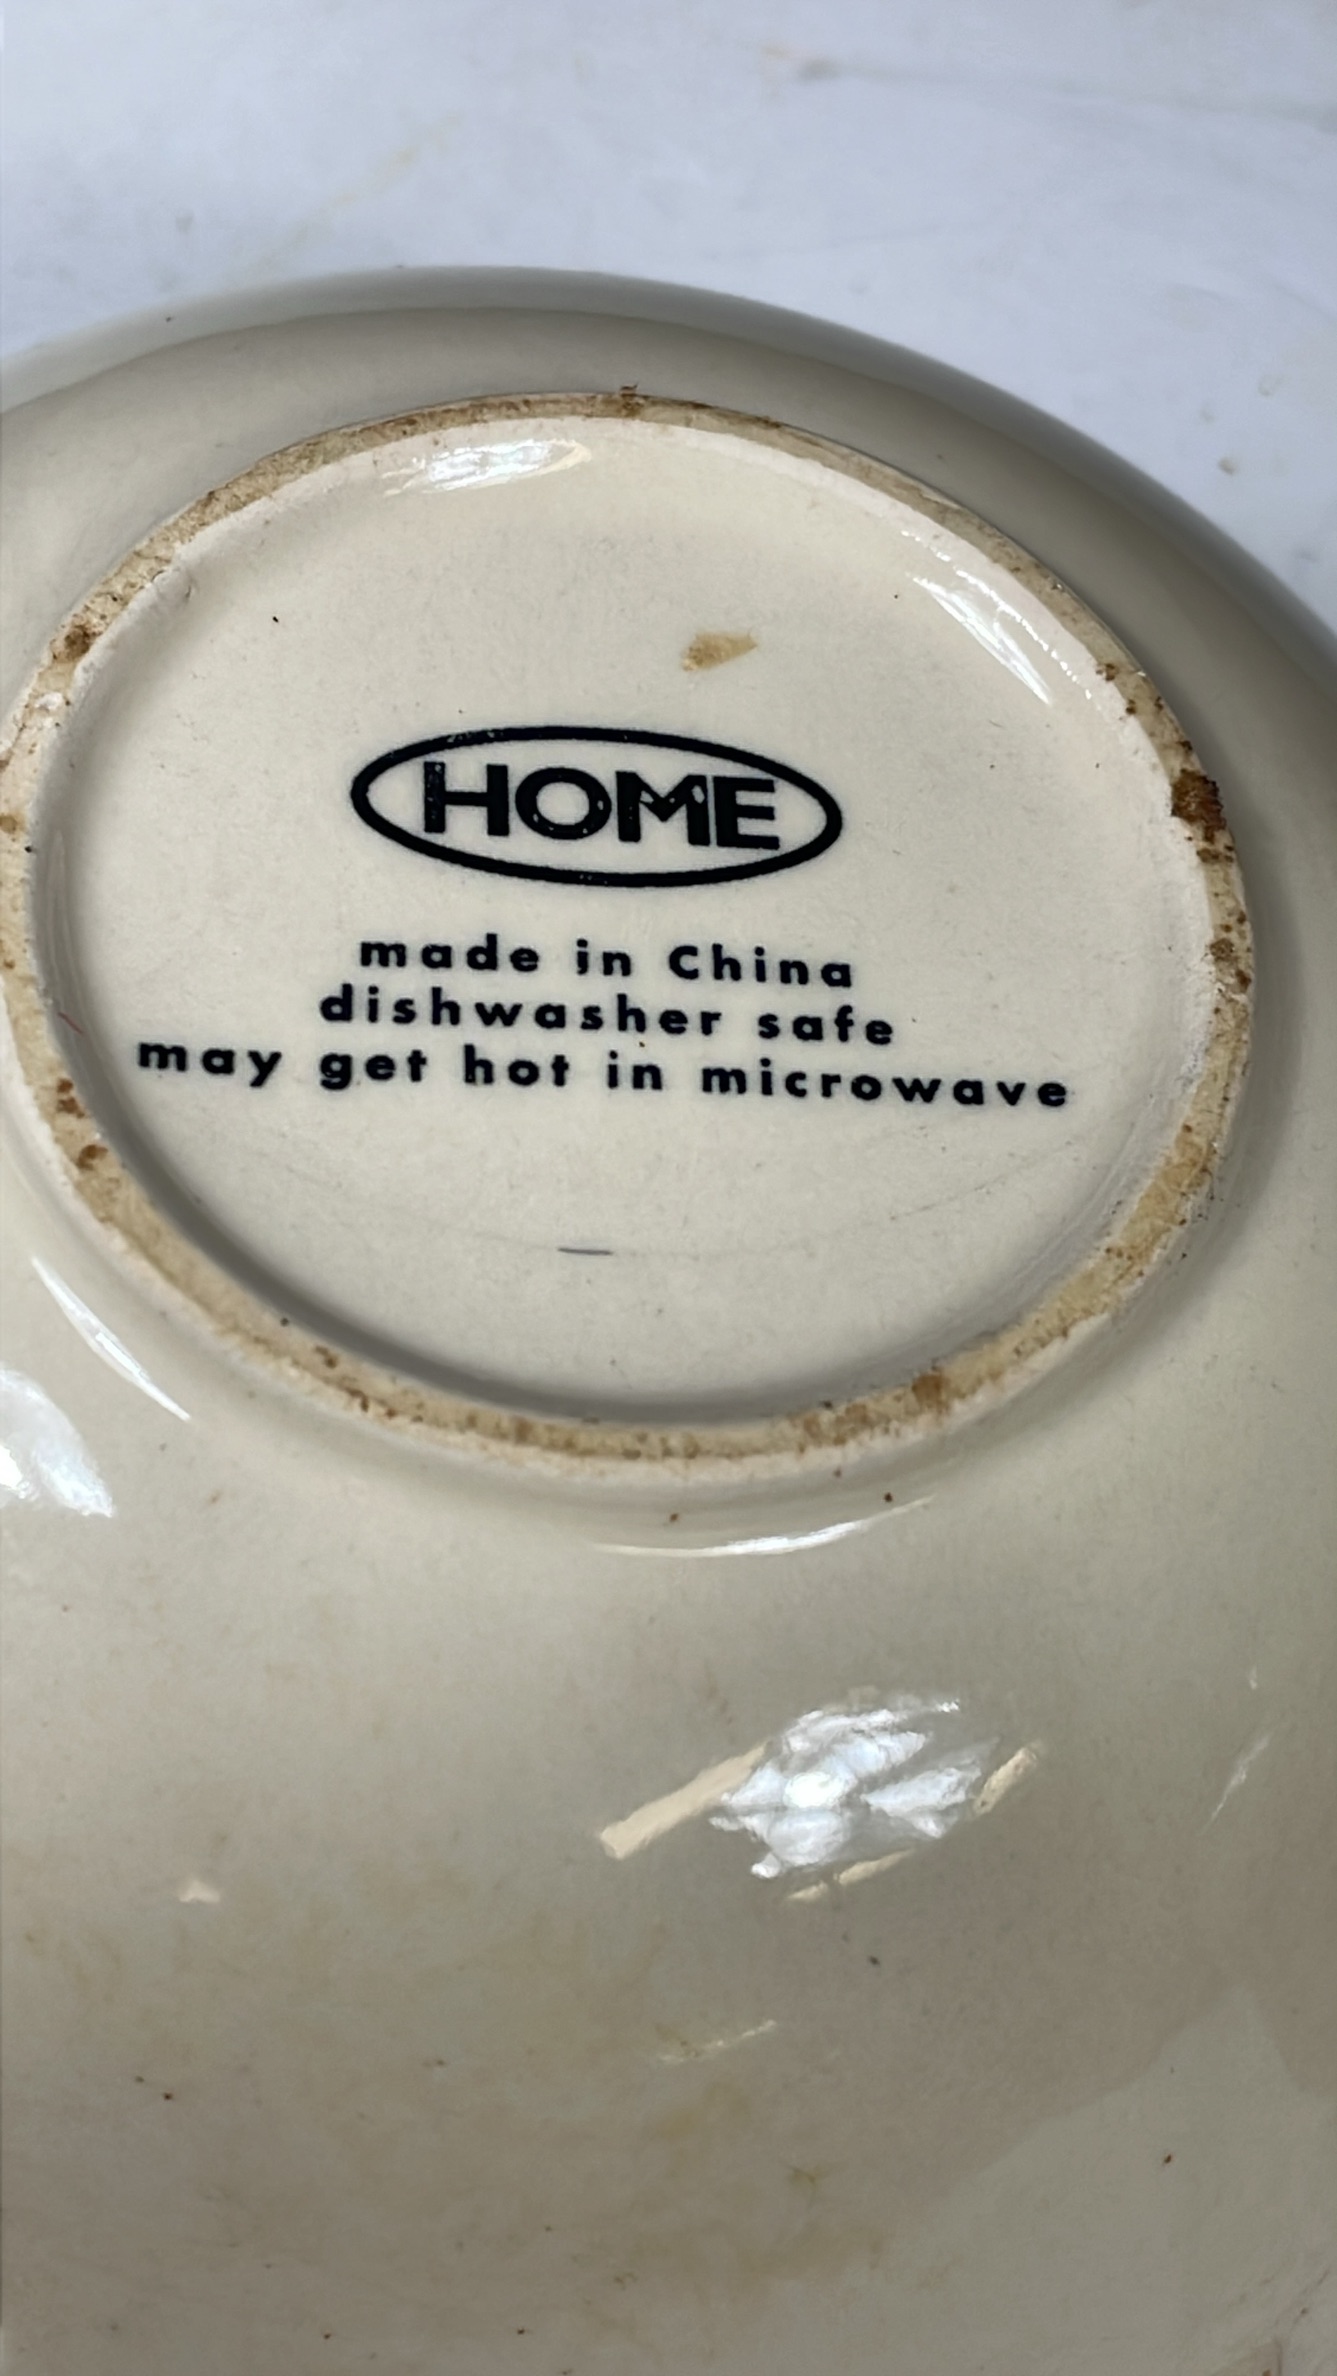 HOME
made in China
dishwasher safe
may get hot in microwave